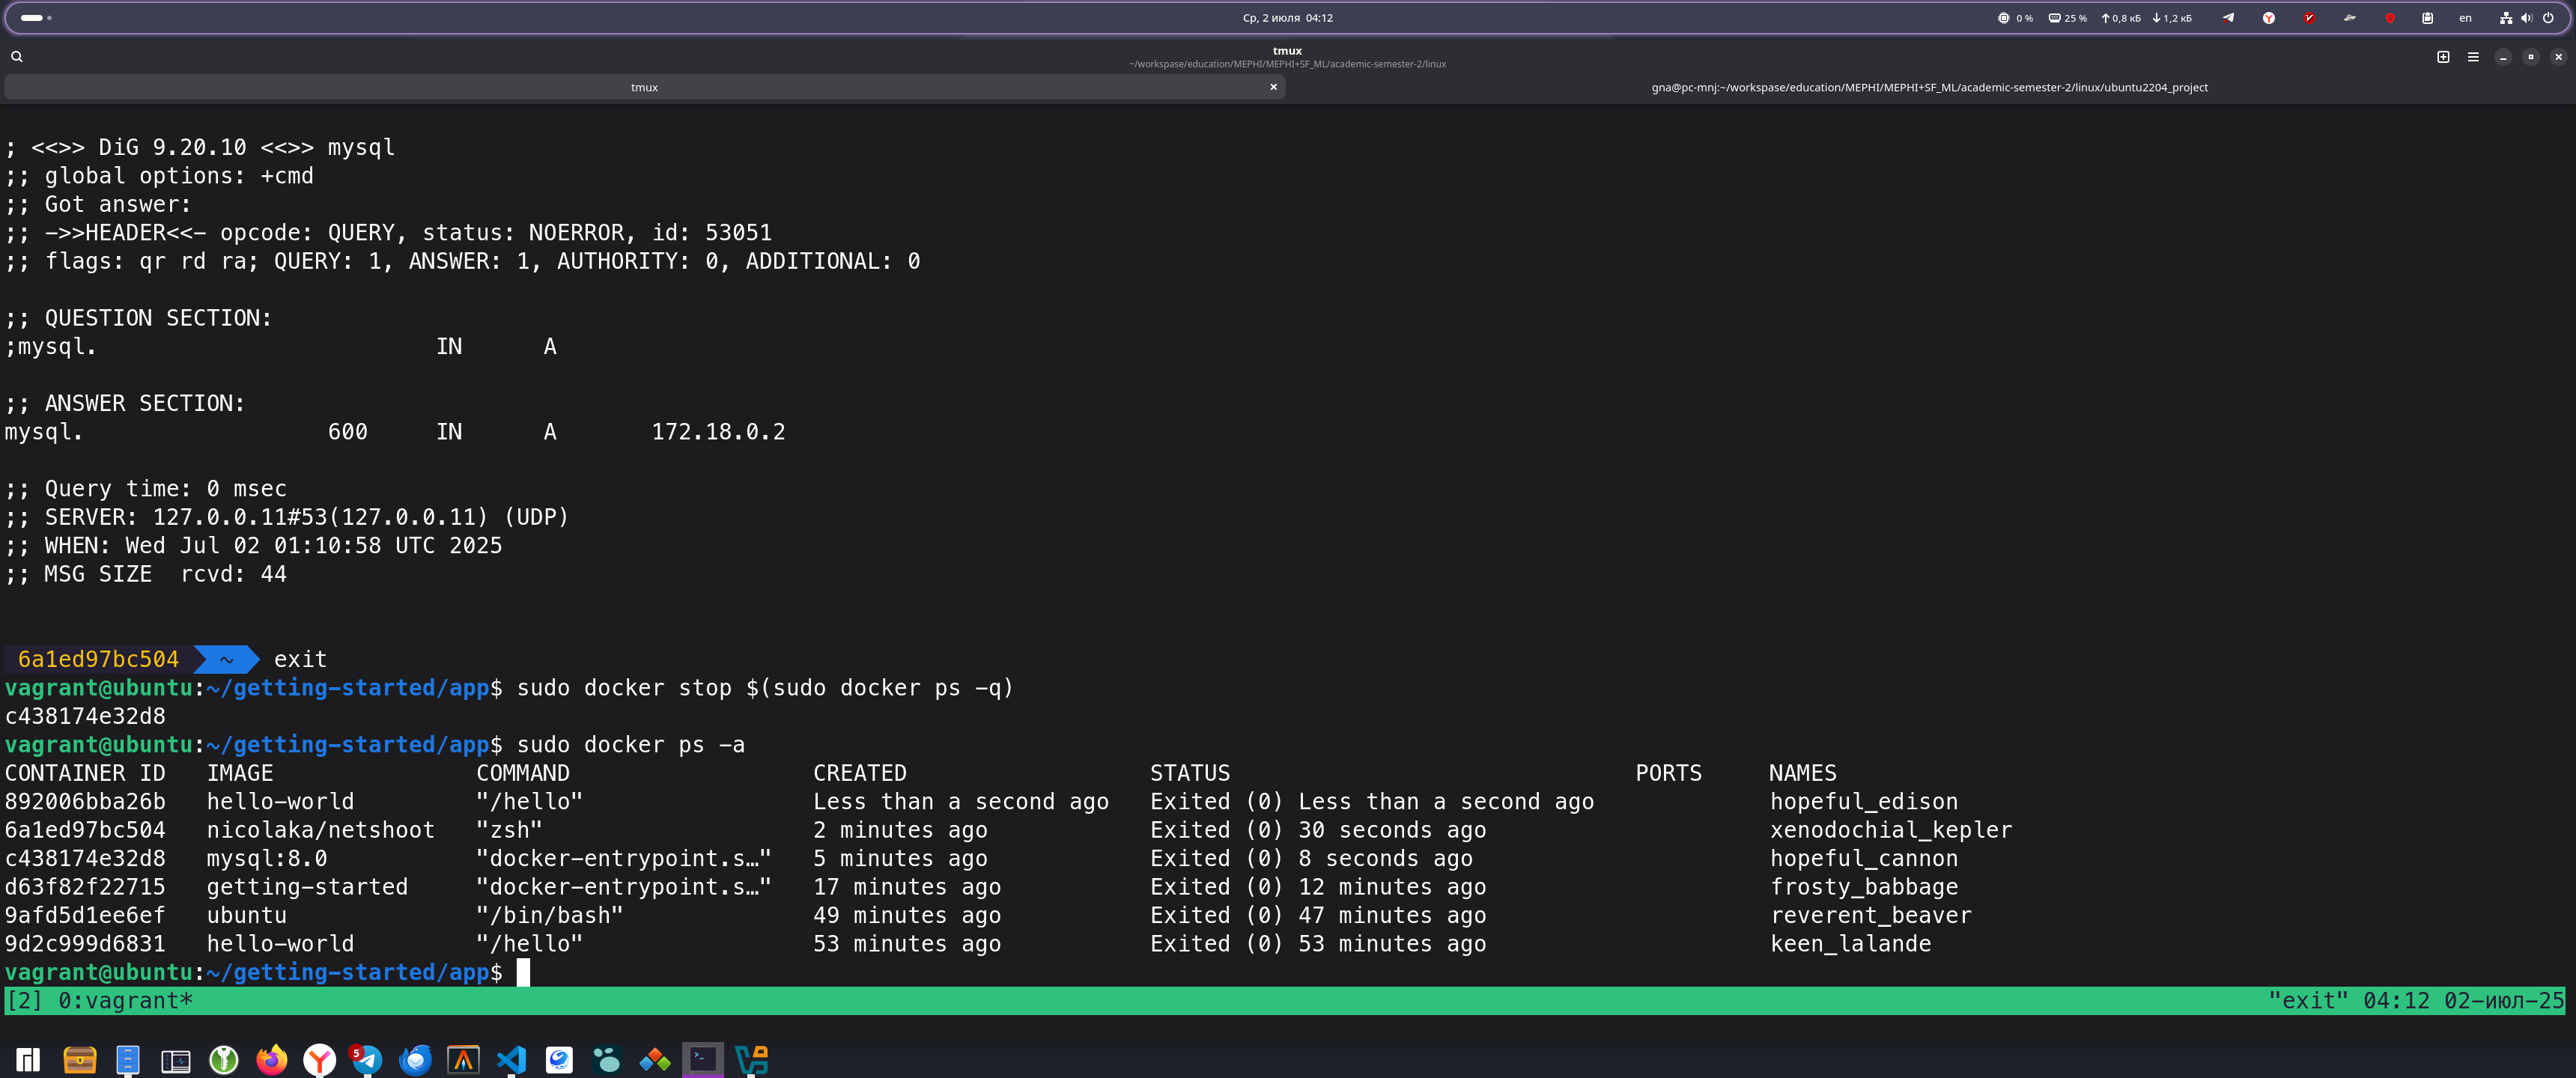 Ср, 2 июля 04:12
0 % 25 % 0,8 кБ 1,2 кБ en
tmux
~/workspase/education/MEPHI/MEPHI+SF_ML/academic-semester-2/linux
tmux
gna@pc-mnj:~/workspase/education/MEPHI/MEPHI+SF_ML/academic-semester-2/linux/ubuntu2204_project
; <<>> DiG 9.20.10 <<>> mysql
;; global options: +cmd
;; Got answer:
;; ->>HEADER<<- opcode: QUERY, status: NOERROR, id: 53051
;; flags: qr rd ra; QUERY: 1, ANSWER: 1, AUTHORITY: 0, ADDITIONAL: 0
;; QUESTION SECTION:
;mysql. IN A
;; ANSWER SECTION:
mysql. 600 IN A 172.18.0.2
;; Query time: 0 msec
;; SERVER: 127.0.0.11#53(127.0.0.11) (UDP)
;; WHEN: Wed Jul 02 01:10:58 UTC 2025
;; MSG SIZE  rcvd: 44
6a1ed97bc504 ~ exit
vagrant@ubuntu:~/getting-started/app$ sudo docker stop $(sudo docker ps -q)
c438174e32d8
vagrant@ubuntu:~/getting-started/app$ sudo docker ps -a
CONTAINER ID IMAGE COMMAND CREATED STATUS PORTS NAMES
892006bba26b hello-world "/hello" Less than a second ago Exited (0) Less than a second ago hopeful_edison
6a1ed97bc504 nicolaka/netshoot "zsh" 2 minutes ago Exited (0) 30 seconds ago xenodochial_kepler
c438174e32d8 mysql:8.0 "docker-entrypoint.s…" 5 minutes ago Exited (0) 8 seconds ago hopeful_cannon
d63f82f22715 getting-started "docker-entrypoint.s…" 17 minutes ago Exited (0) 12 minutes ago frosty_babbage
9afd5d1ee6ef ubuntu "/bin/bash" 49 minutes ago Exited (0) 47 minutes ago reverent_beaver
9d2c999d6831 hello-world "/hello" 53 minutes ago Exited (0) 53 minutes ago keen_lalande
vagrant@ubuntu:~/getting-started/app$
[2] 0:vagrant* "exit" 04:12 02-июл-25
5